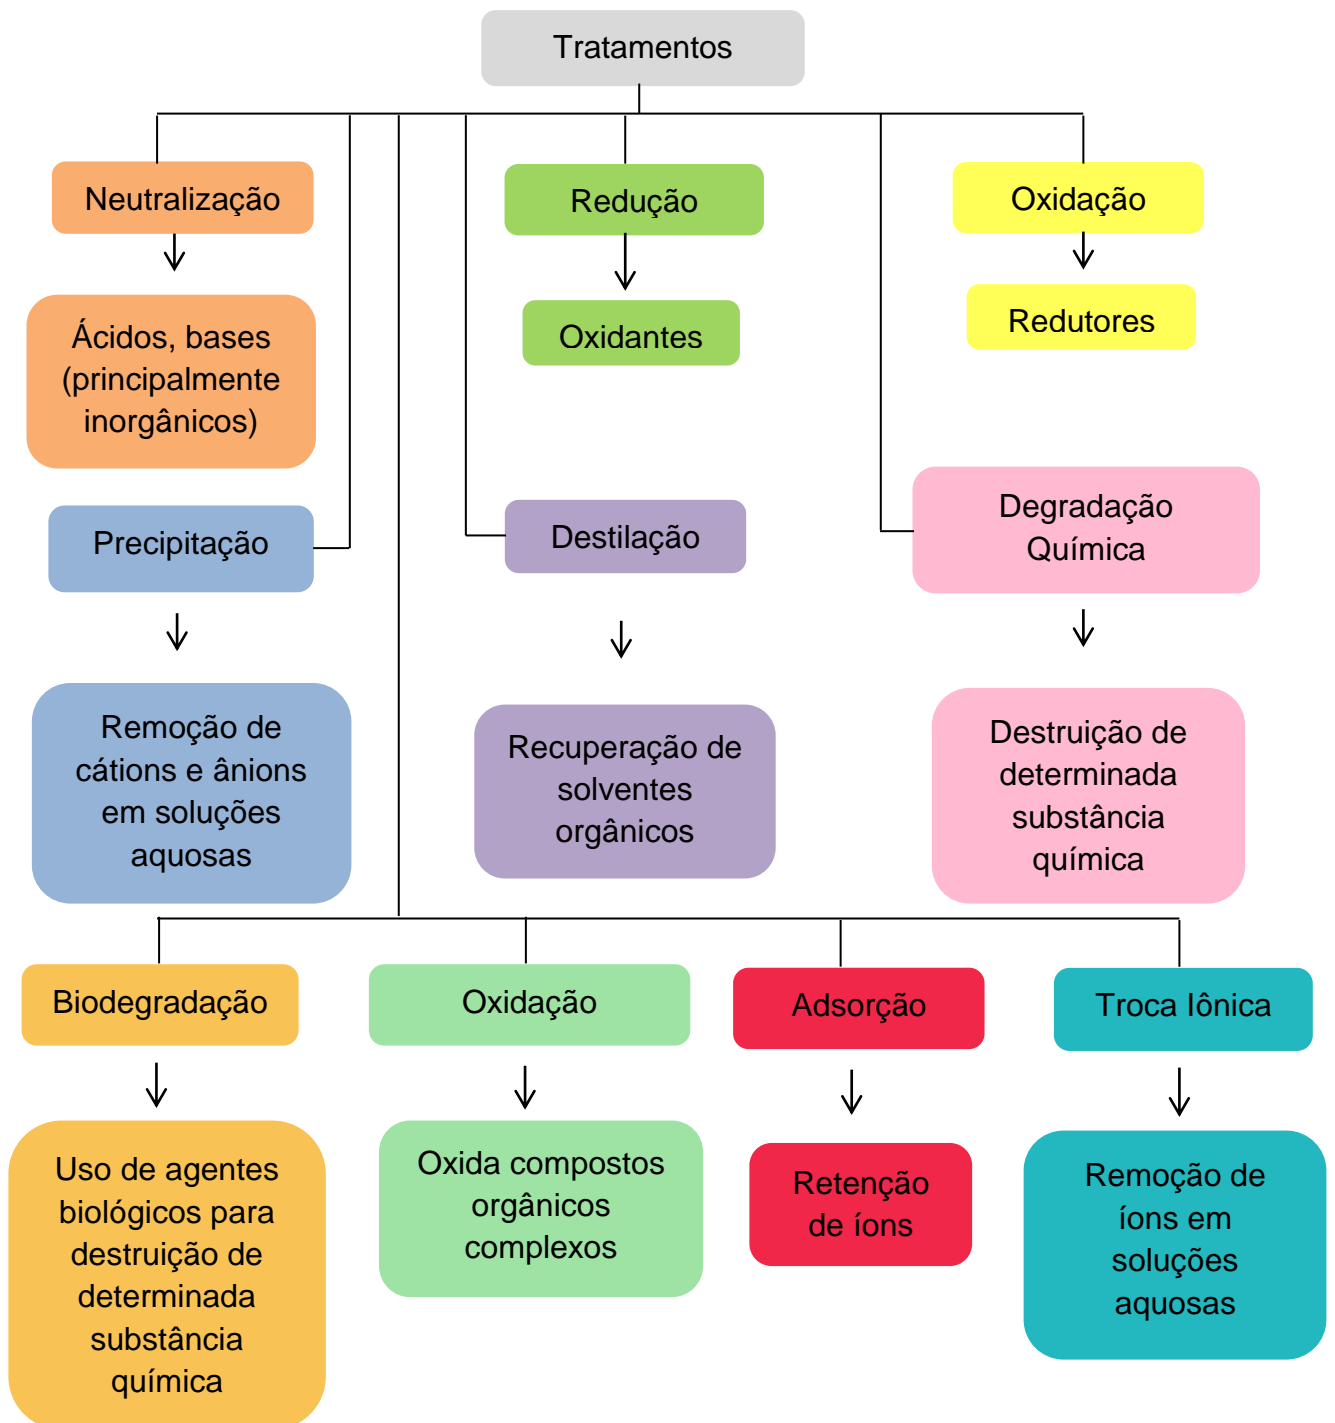 Tratamentos
Neutralização
Redução
Oxidação
Ácidos, bases
(principalmente
inorgânicos)
Oxidantes
Redutores
Precipitação
Destilação
Degradação
Química
Remoção de
cátions e ânions
em soluções
aquosas
Recuperação de
solventes
orgânicos
Destruição de
determinada
substância
química
Biodegradação
Oxidação
Adsorção
Troca Iônica
Uso de agentes
biológicos para
destruição de
determinada
substância
química
Oxida compostos
orgânicos
complexos
Retenção
de íons
Remoção de
íons em
soluções
aquosas